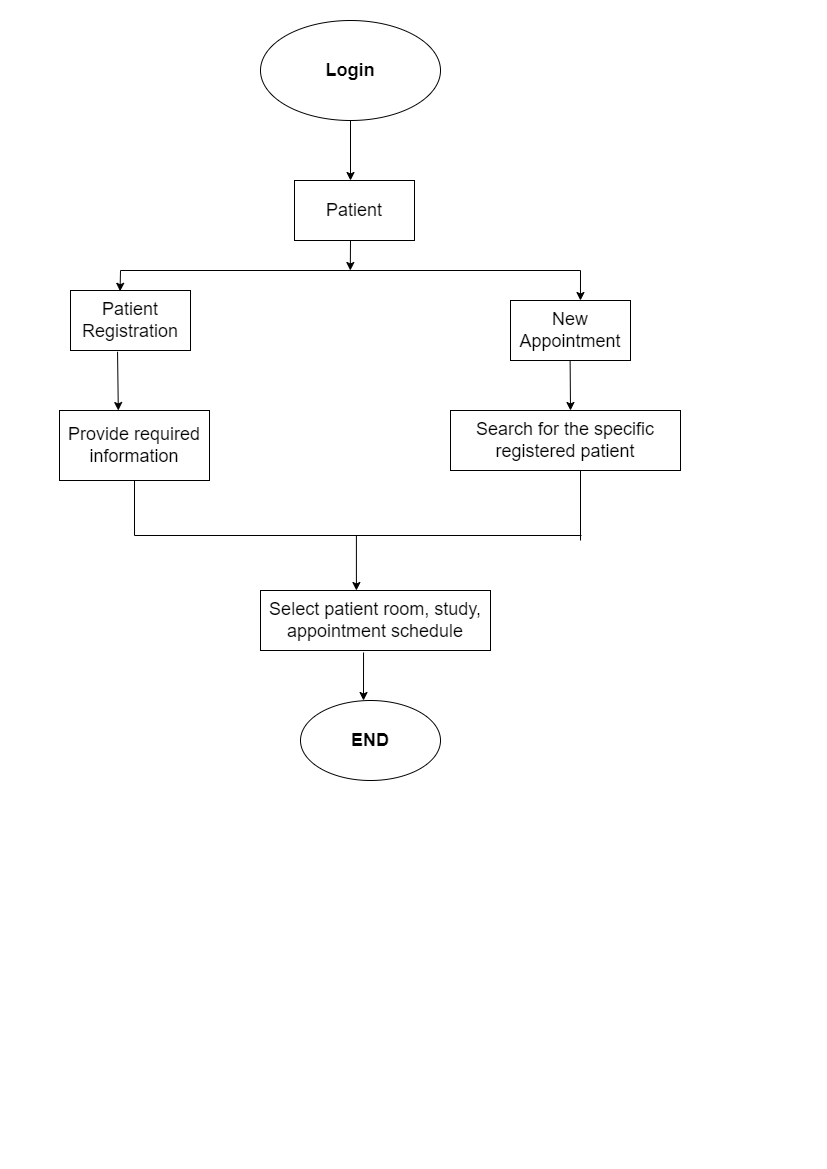 Login
Patient
Patient
Registration
New
Appointment
Provide required
information
Search for the specific
registered patient
Select patient room, study,
appointment schedule
END